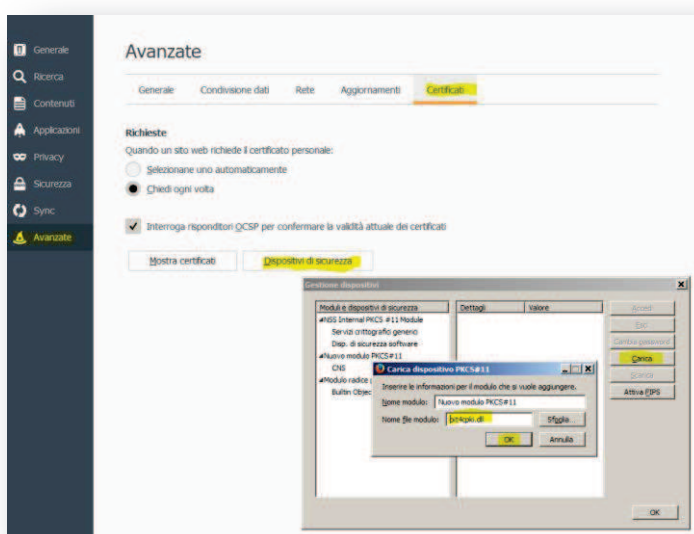 Generale
Ricerca
Contenuti
Applicazioni
Privacy
Sicurezza
Sync
Avanzate
Avanzate
Generale Condivisione dati Rete Aggiornamenti Certificati
Richieste
Quando un sito web richiede il certificato personale:
Selezionane uno automaticamente
Chiedi ogni volta
Interroga risponditori OCSP per confermare la validità attuale dei certificati
Mostra certificati Dispositivi di sicurezza
Gestione dispositivi
Moduli e dispositivi di sicurezza Dettagli Valore
NSS Internal PKCS #11 Module
Servizi crittografici generici
Disp. di sicurezza software
Nuovo modulo PKCS#11
CNS
Modulo radice
Builtin Objec
Accedi
Esci
Cambia password
Carica
Scarica
Attiva FIPS
Carica dispositivo PKCS#11
Inserire le informazioni per il modulo che si vuole aggiungere.
Nome modulo: Nuovo modulo PKCS#11
Nome file modulo: bit4xpki.dll Sfoglia...
OK Annulla
OK